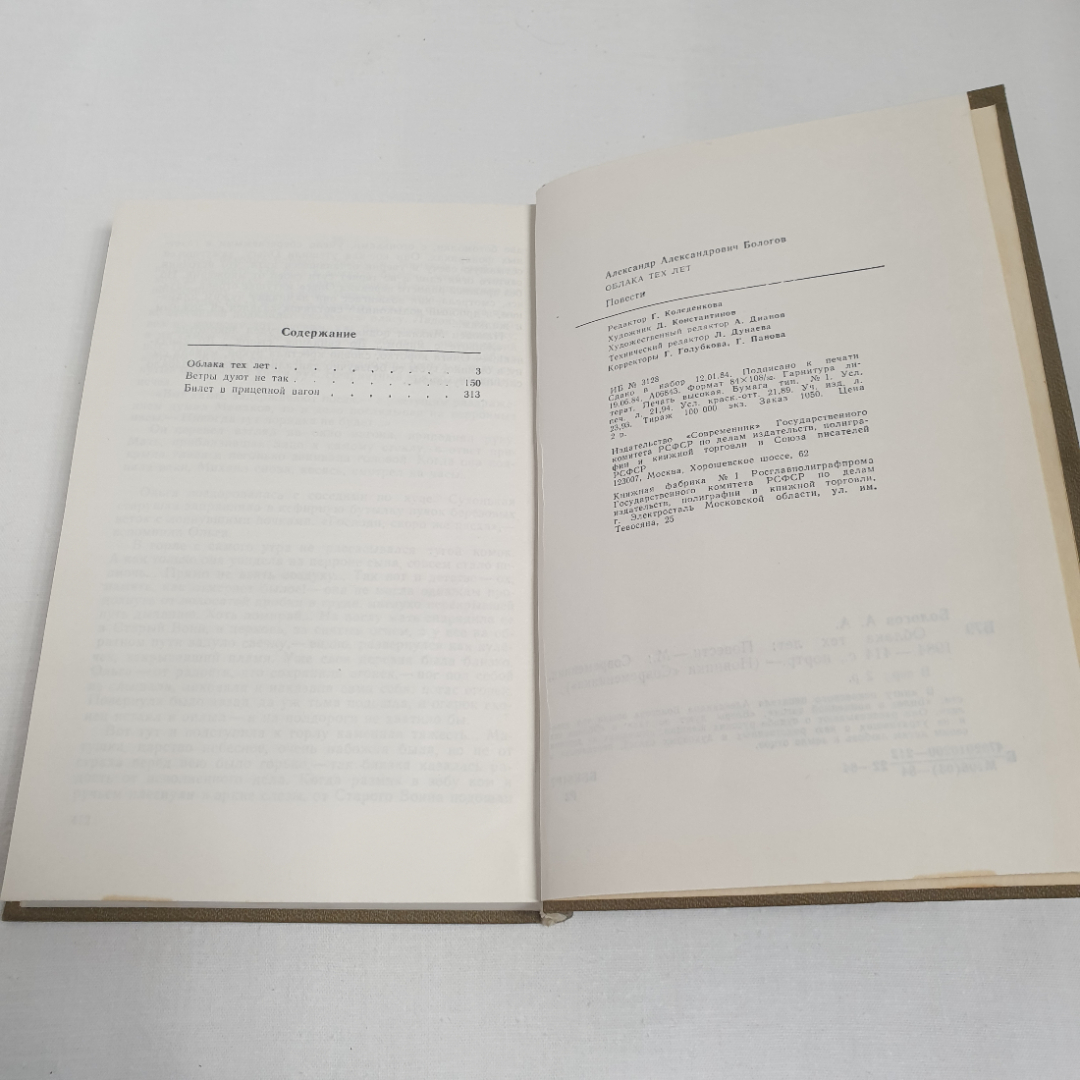 Содержание
Облака тех лет . . . . . . . . . 3
Ветры дуют не так . . . . . . . . 150
Билет в прицепной вагон . . . . . . . 313
Александр Александрович Бологов
ОБЛАКА ТЕХ ЛЕТ
Повести
Редактор Г. Коледенкова
Художник Д. Константинов
Художественный редактор А. Дианов
Технический редактор Л. Дунаева
Корректоры Г. Голубкова, Г. Панова
ИБ № 3128
Сдано в набор 12.01.84. Подписано к печати
19.06.84. А06843. Формат 84×108/32. Гарнитура ли-
терат. Печать высокая. Бумага тип. № 1. Усл.
печ. л. 21,94. Усл. краск.-отт. 21,89. Уч. изд. л.
23,93. Тираж 100 000 экз. Заказ 1050. Цена
2 р.
Издательство «Современник» Государственного
комитета РСФСР по делам издательств, полигра-
фии и книжной торговли и Союза писателей
РСФСР
123007, Москва, Хорошевское шоссе, 62
Книжная фабрика № 1 Росглавполиграфпрома
Государственного комитета РСФСР по делам
издательств, полиграфии и книжной торговли,
г. Электросталь Московской области, ул. им.
Тевосяна, 25